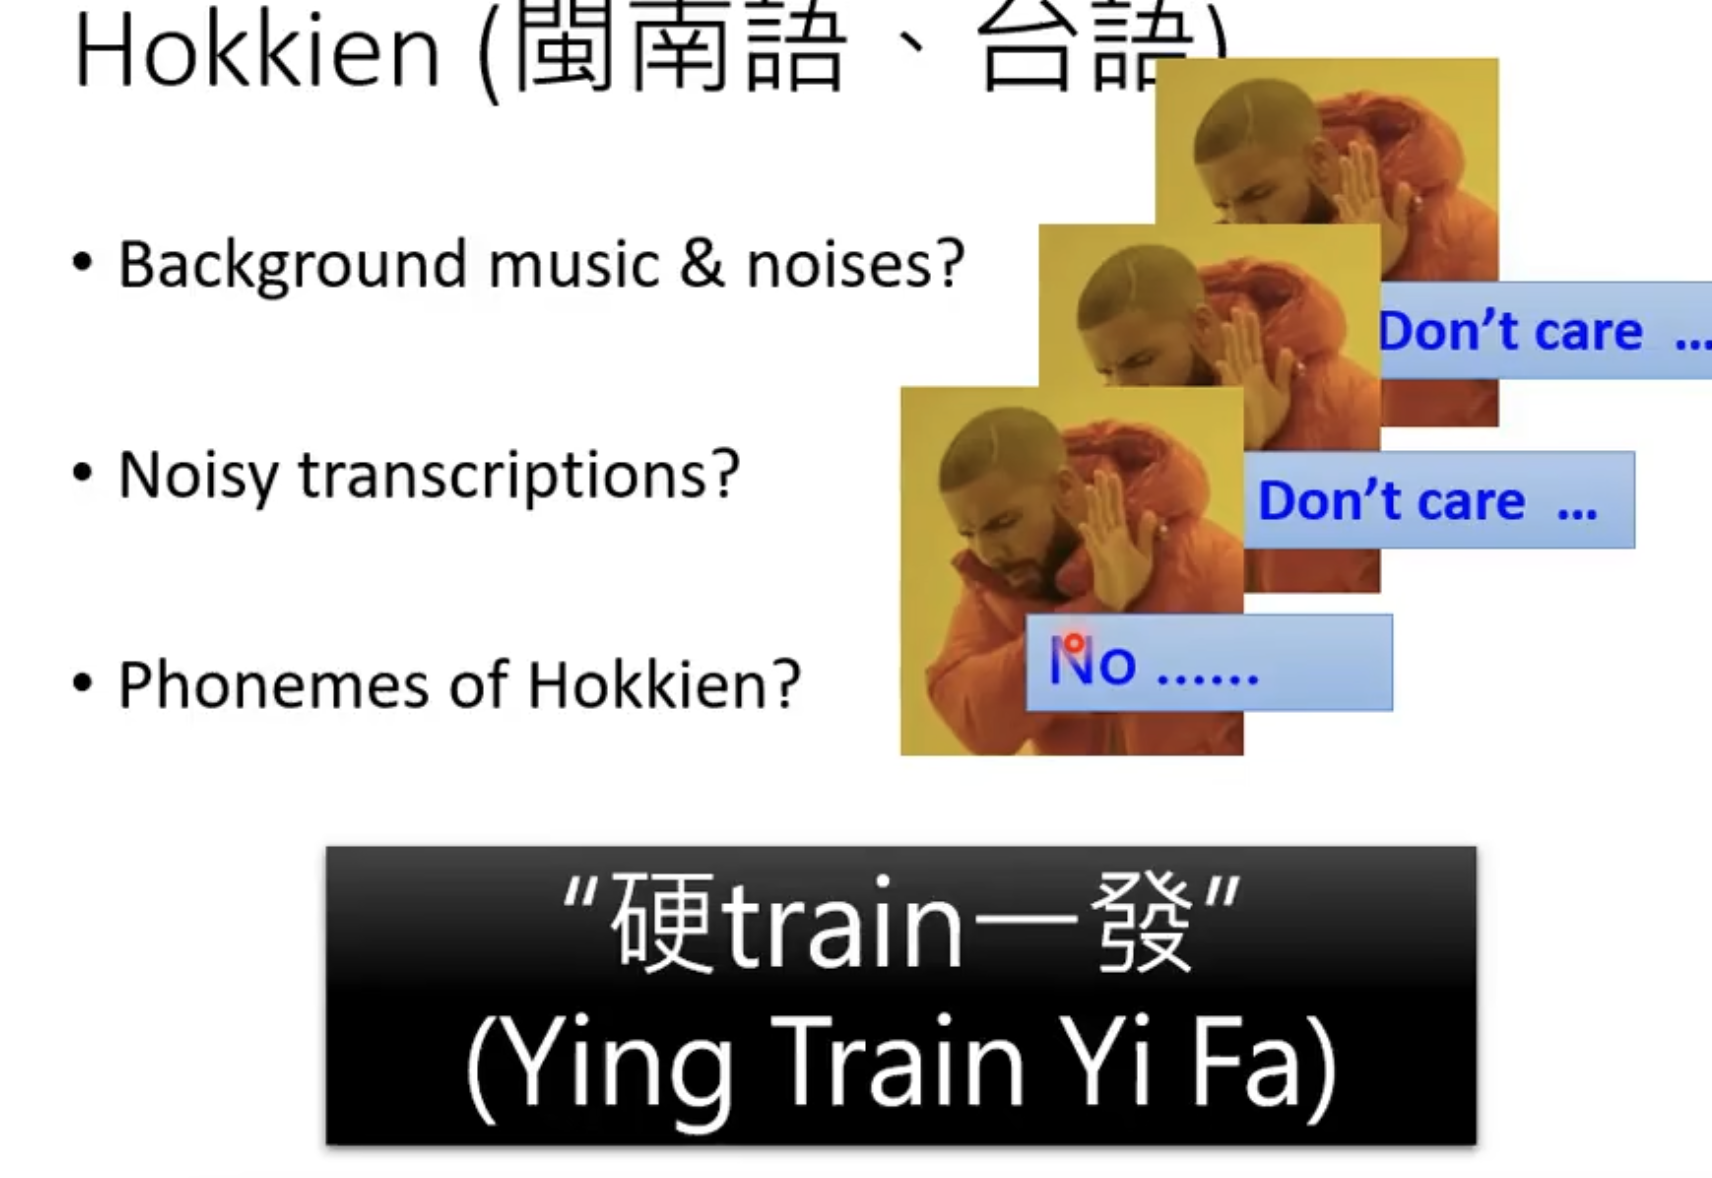 Hokkien (閩南語、台語)
• Background music & noises?
Don’t care ...
• Noisy transcriptions?
Don’t care ...
• Phonemes of Hokkien?
No ......
“硬train一發”
(Ying Train Yi Fa)